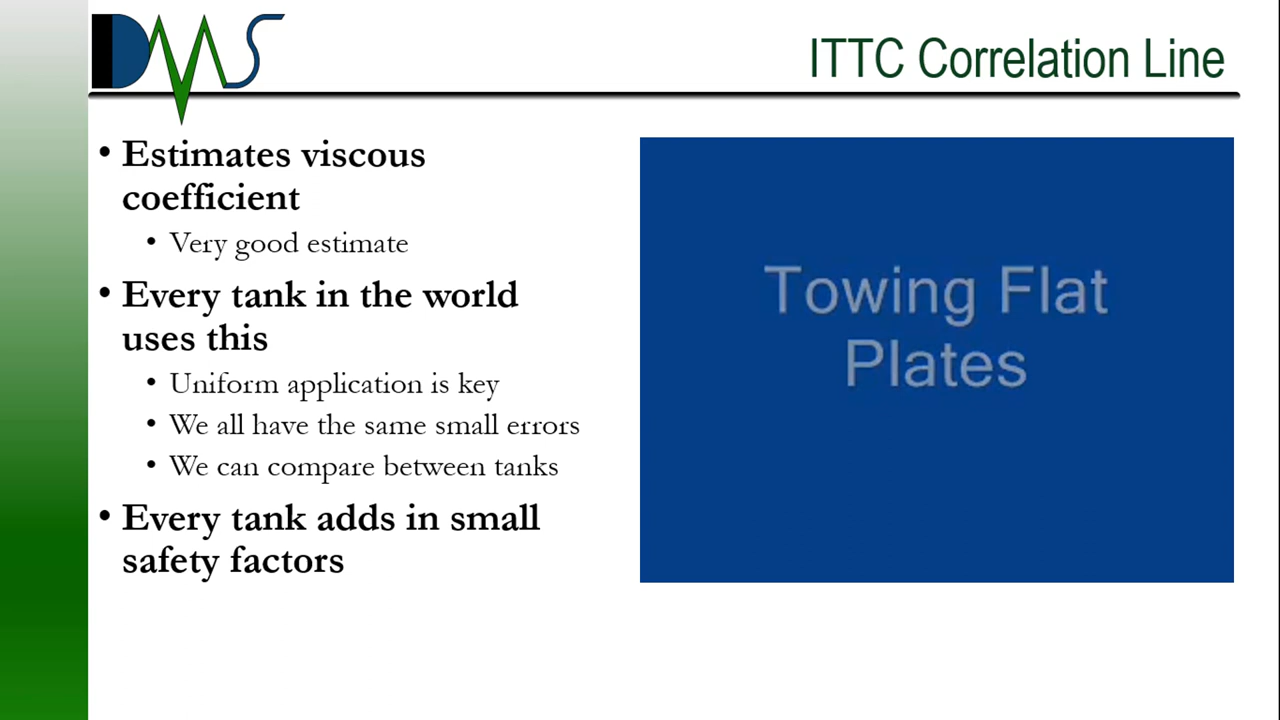 DMS
ITTC Correlation Line
• Estimates viscous
coefficient
• Very good estimate
• Every tank in the world
uses this
• Uniform application is key
• We all have the same small errors
• We can compare between tanks
• Every tank adds in small
safety factors
Towing Flat
Plates